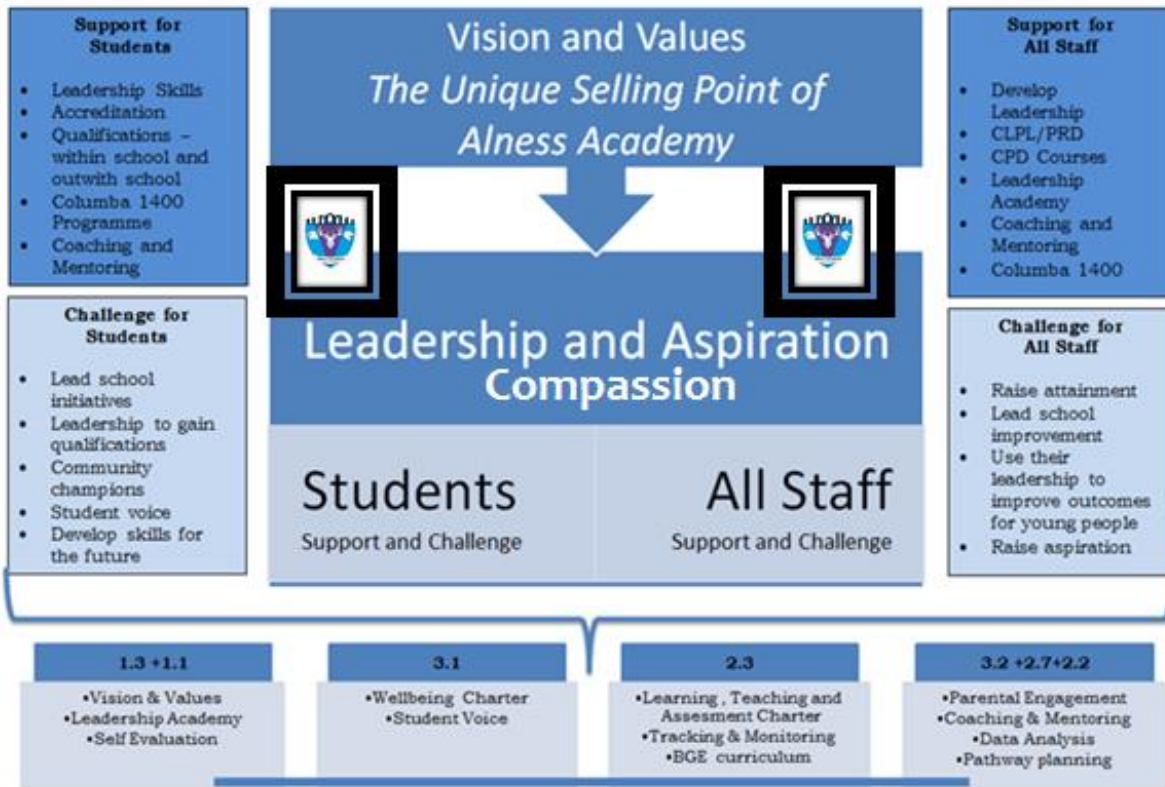 Support for
Students
• Leadership Skills
• Accreditation
• Qualifications –
within school and
outwith school
• Columba 1400
Programme
• Coaching and
Mentoring
Challenge for
Students
• Lead school
initiatives
• Leadership to gain
qualifications
• Community
champions
• Student voice
• Develop skills for
the future
Vision and Values
The Unique Selling Point of
Alness Academy
Leadership and Aspiration
Compassion
Students
Support and Challenge
All Staff
Support and Challenge
Support for
All Staff
• Develop
Leadership
• CLPL/PRD
• CPD Courses
• Leadership
Academy
• Coaching and
Mentoring
• Columba 1400
Challenge for
All Staff
• Raise attainment
• Lead school
improvement
• Use their
leadership to
improve outcomes
for young people
• Raise aspiration
1.3 +1.1
•Vision & Values
•Leadership Academy
•Self Evaluation
3.1
•Wellbeing Charter
•Student Voice
2.3
•Learning , Teaching and
Assesment Charter
•Tracking & Monitoring
•BGE curriculum
3.2 +2.7+2.2
•Parental Engagement
•Coaching & Mentoring
•Data Analysis
•Pathway planning